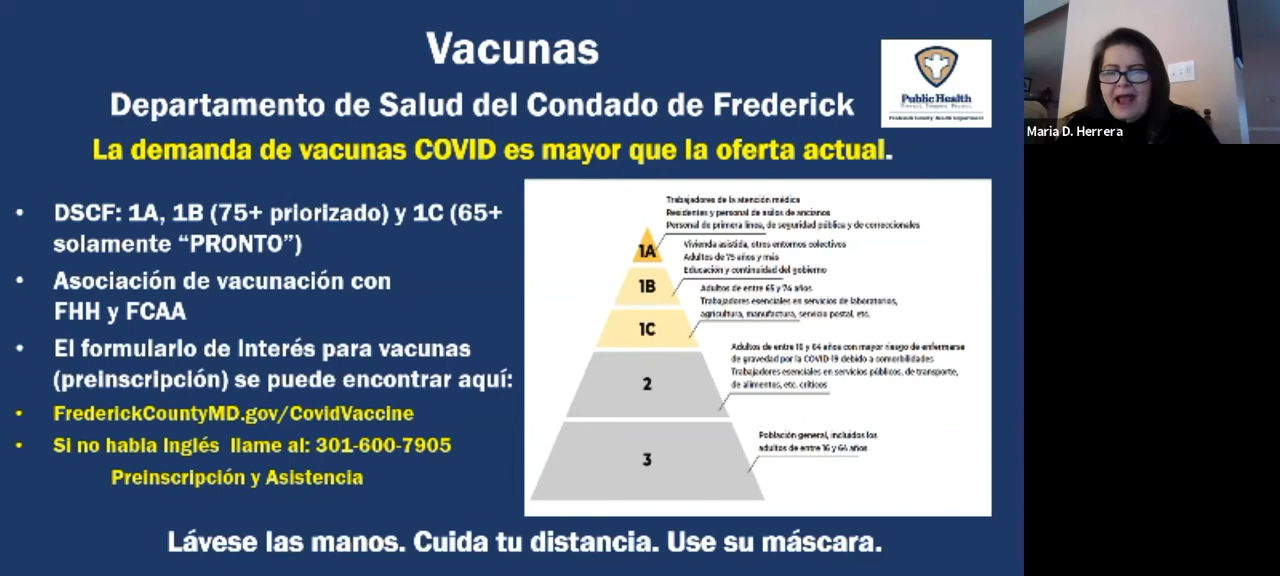 Vacunas
Departamento de Salud del Condado de Frederick
La demanda de vacunas COVID es mayor que la oferta actual.
Public Health
Prevent. Promote. Protect.
Frederick County Health Department
Maria D. Herrera
• DSCF: 1A, 1B (75+ priorizado) y 1C (65+
solamente “PRONTO”)
• Asociación de vacunación con
FHH y FCAA
• El formularlo de Interés para vacunas
(preinscripción) se puede encontrar aquí:
• FrederickCountyMD.gov/CovidVaccine
• Si no habla Inglés llame al: 301-600-7905
Preinscripción y Asistencia
Trabajadores de la atención médica
Residentes y personal de asilos de ancianos
Personal de primera línea, de seguridad pública y de correccionales
1A
Vivienda asistida, otros entornos colectivos
Adultos de 75 años y más
Educación y continuidad del gobierno
1B
Adultos de entre 65 y 74 años
Trabajadores esenciales en servicios de laboratorios,
agricultura, manufactura, servicio postal, etc.
1C
Adultos de entre 16 y 64 años con mayor riesgo de enfermarse
de gravedad por la COVID-19 debido a comorbilidades
Trabajadores esenciales en servicios públicos, de transporte,
de alimentos, etc. críticos
2
Población general, incluidos los
adultos de entre 16 y 64 años
3
Lávese las manos. Cuida tu distancia. Use su máscara.